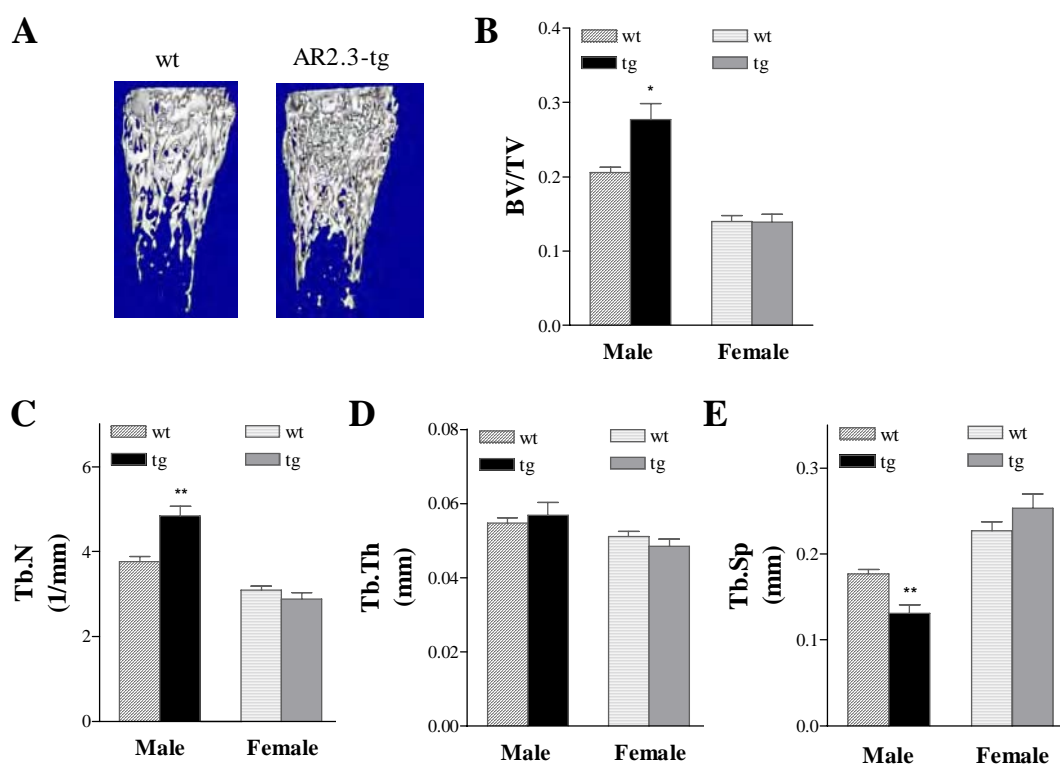 A
wt
AR2.3-tg
B
BV/TV
0.4
0.3
0.2
0.1
0.0
wt
tg
wt
tg
*
Male
Female
C
Tb.N
(1/mm)
6
4
2
0
wt
tg
wt
tg
**
Male
Female
D
Tb.Th
(mm)
0.08
0.06
0.04
0.02
0.00
wt
tg
wt
tg
Male
Female
E
Tb.Sp
(mm)
0.3
0.2
0.1
0.0
wt
tg
wt
tg
**
Male
Female